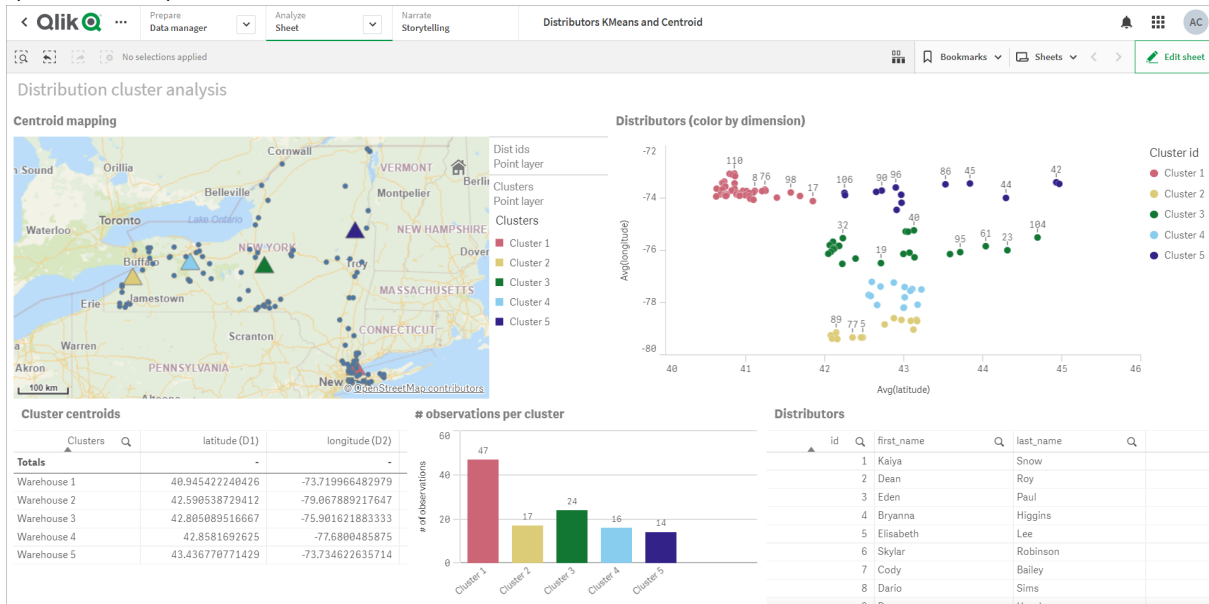 Qlik
Prepare
Data manager
Analyze
Sheet
Narrate
Storytelling
Distributors KMeans and Centroid
AC
No selections applied
Bookmarks
Sheets
Edit sheet
Distribution cluster analysis
Centroid mapping
Cornwall
n Sound
Orillia
VERMONT
Berlin
Belleville
Montpelier
Toronto
Lake Ontario
Waterloo
NEW HAMPSHIRE
NEW YORK
Dover
Buffalo
Troy
MASSACHUSETTS
Erie
Jamestown
CONNECTICUT
Warren
Scranton
Akron
PENNSYLVANIA
New
100 km
© OpenStreetMap contributors
Dist ids
Point layer
Clusters
Point layer
Clusters
Cluster 1
Cluster 2
Cluster 3
Cluster 4
Cluster 5
Distributors (color by dimension)
-72
-74
-76
-78
-80
Avg(longitude)
110
8 76
98
17
106
90 96
86
45
42
44
32
40
19
95
61
23
104
89
77 5
40 41 42 43 44 45 46
Avg(latitude)
Cluster id
Cluster 1
Cluster 2
Cluster 3
Cluster 4
Cluster 5
Cluster centroids
Clusters latitude (D1) longitude (D2)
Totals - -
Warehouse 1 40.945422240426 -73.719966482979
Warehouse 2 42.590538729412 -79.067889217647
Warehouse 3 42.805089516667 -75.901621883333
Warehouse 4 42.8581692625 -77.6800485875
Warehouse 5 43.436770771429 -73.734622635714
# observations per cluster
# of observations
60
40
20
0
47
17
24
16
14
Cluster 1
Cluster 2
Cluster 3
Cluster 4
Cluster 5
Distributors
id first_name last_name
1 Kaiya Snow
2 Dean Roy
3 Eden Paul
4 Bryanna Higgins
5 Elisabeth Lee
6 Skylar Robinson
7 Cody Bailey
8 Dario Sims